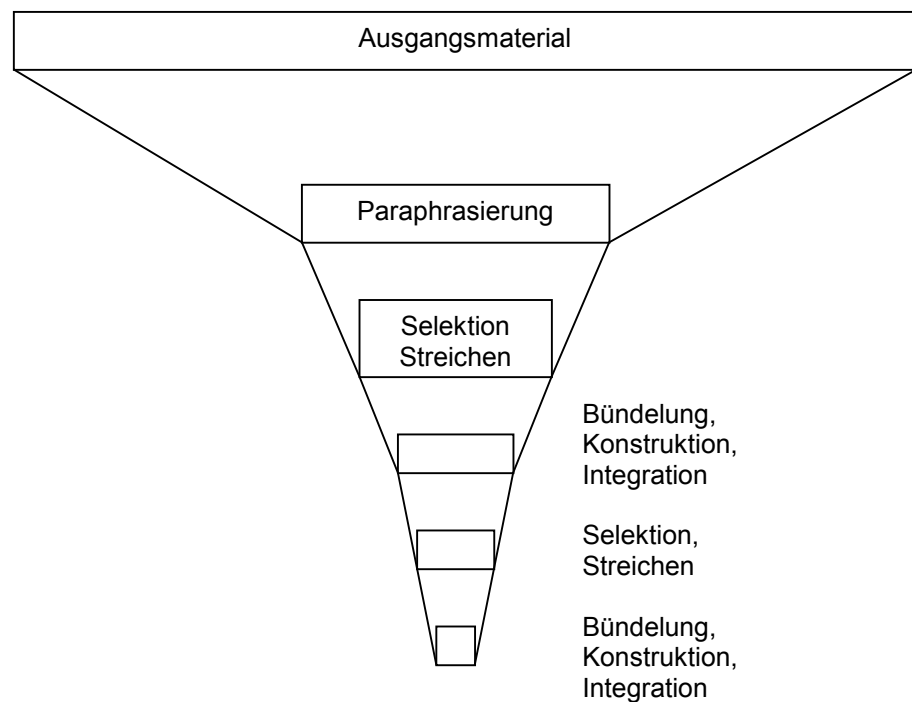 Ausgangsmaterial
Paraphrasierung
Selektion
Streichen
Bündelung,
Konstruktion,
Integration
Selektion,
Streichen
Bündelung,
Konstruktion,
Integration